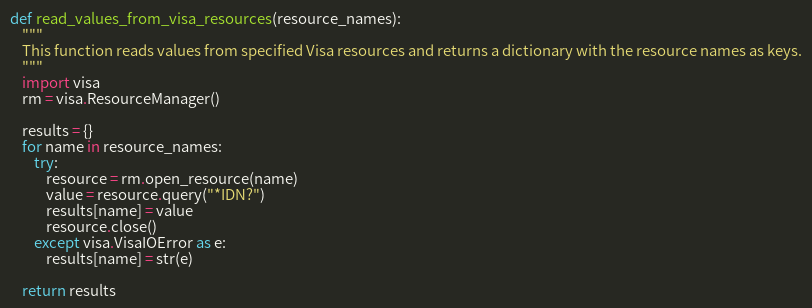 def read_values_from_visa_resources(resource_names):
    """
    This function reads values from specified Visa resources and returns a dictionary with the resource names as keys.
    """
    import visa
    rm = visa.ResourceManager()

    results = {}
    for name in resource_names:
        try:
            resource = rm.open_resource(name)
            value = resource.query("*IDN?")
            results[name] = value
            resource.close()
        except visa.VisaIOError as e:
            results[name] = str(e)

    return results